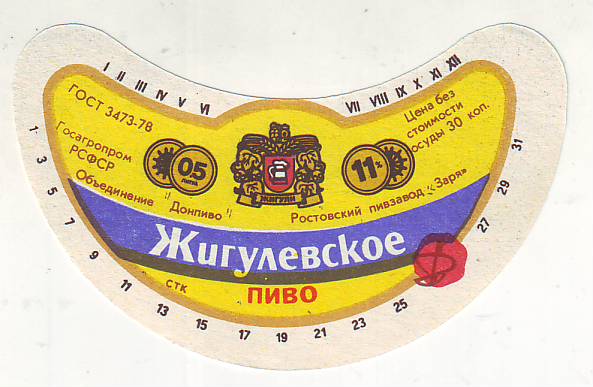 I II III IV V VI
VII VIII IX X XI XII
ГОСТ 3473-78
Цена без
стоимости
посуды 30 коп.
Госагропром
РСФСР
Объединение
"Донпиво"
0,5
литра
ЖИГУЛИ
11%
Ростовский пивзавод „Заря"
Жигулевское
ПИВО
СТК
1 3 5 7 9 11 13 15 17 19 21 23 25 27 29 31